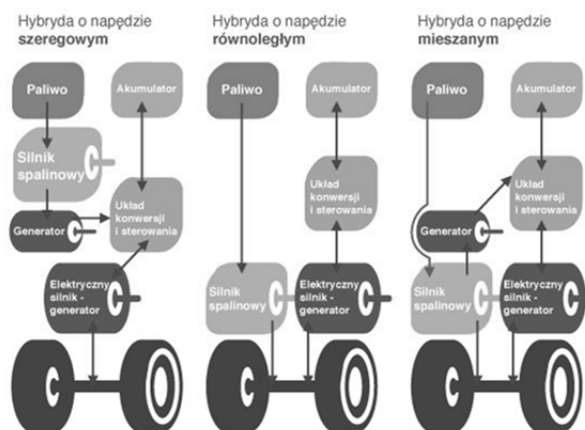 Hybryda o napędzie
szeregowym
Paliwo
Akumulator
Silnik
spalinowy
Układ
konwersji
i sterowania
Generator
Elektryczny
silnik -
generator
Hybryda o napędzie
równoległym
Paliwo
Akumulator
Układ
konwersji
i sterowania
Silnik
spalinowy
Elektryczny
silnik -
generator
Hybryda o napędzie
mieszanym
Paliwo
Akumulator
Układ
konwersji
i sterowania
Generator
Silnik
spalinowy
Elektryczny
silnik -
generator